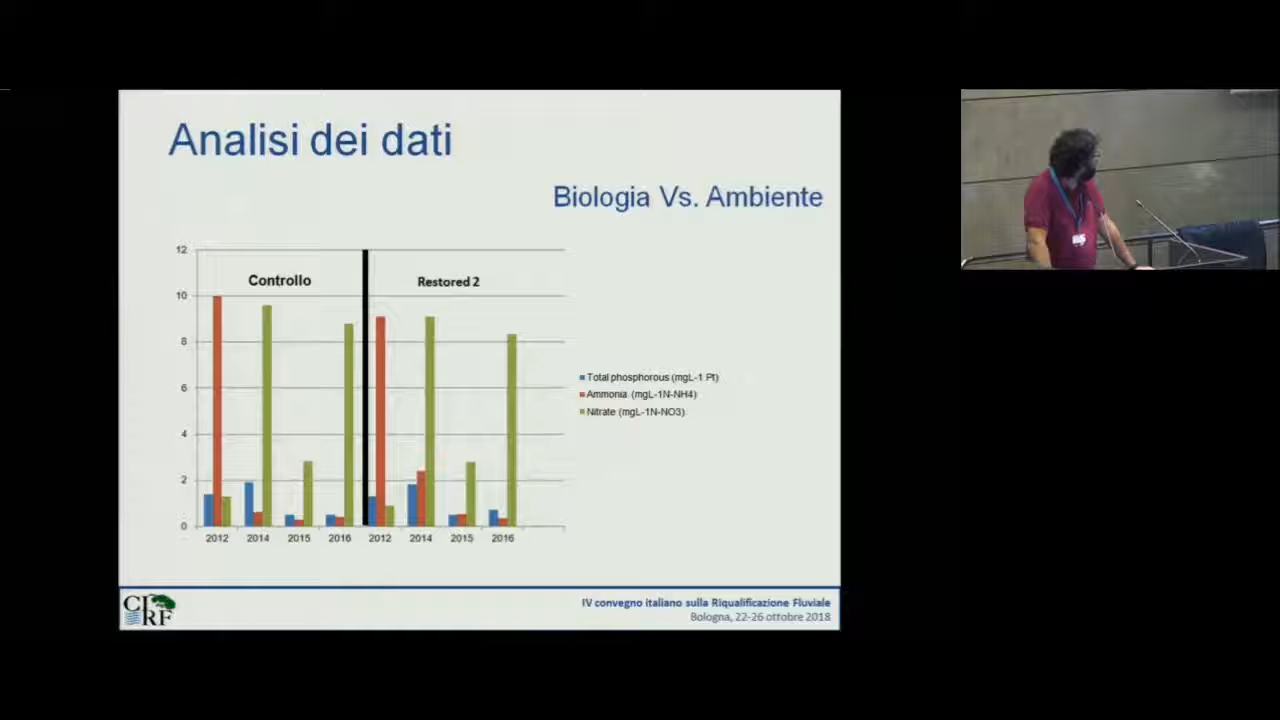 Analisi dei dati
Biologia Vs. Ambiente
12
10
8
6
4
2
0
Controllo
Restored 2
2012 2014 2015 2016 2012 2014 2015 2016
Total phosphorous (mgL-1 Pt)
Ammonia (mgL-1N-NH4)
Nitrate (mgL-1N-NO3)
CIRF
IV convegno italiano sulla Riqualificazione Fluviale
Bologna, 22-26 ottobre 2018